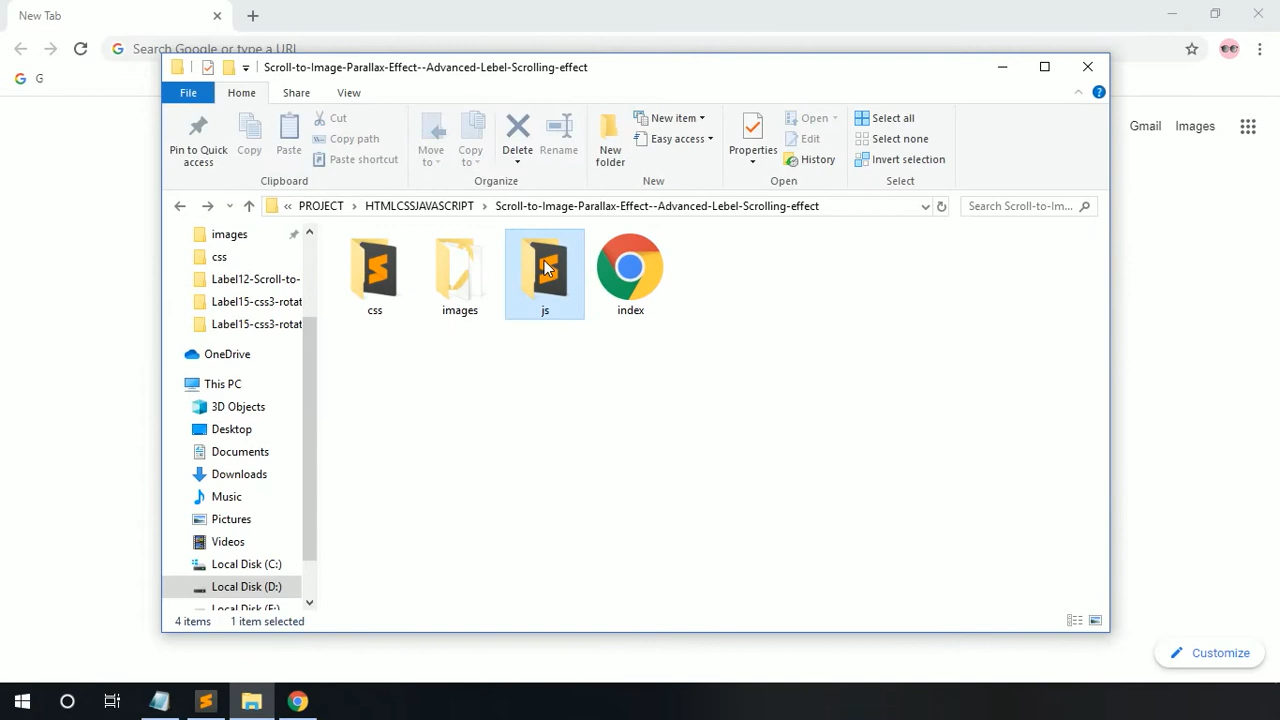 New Tab
Search Google or type a URL
G
Gmail Images
Scroll-to-Image-Parallax-Effect--Advanced-Lebel-Scrolling-effect
File Home Share View
Pin to Quick access
Copy
Paste
Cut
Copy path
Paste shortcut
Clipboard
Move to
Copy to
Delete
Rename
Organize
New folder
New item
Easy access
New
Properties
Open
Edit
History
Open
Select all
Select none
Invert selection
Select
« PROJECT > HTMLCSSJAVASCRIPT > Scroll-to-Image-Parallax-Effect--Advanced-Lebel-Scrolling-effect
Search Scroll-to-Im...
images
css
Label12-Scroll-to-
Label15-css3-rotat
Label15-css3-rotat
OneDrive
This PC
3D Objects
Desktop
Documents
Downloads
Music
Pictures
Videos
Local Disk (C:)
Local Disk (D:)
Local Disk (E:)
css
images
js
index
4 items 1 item selected
Customize